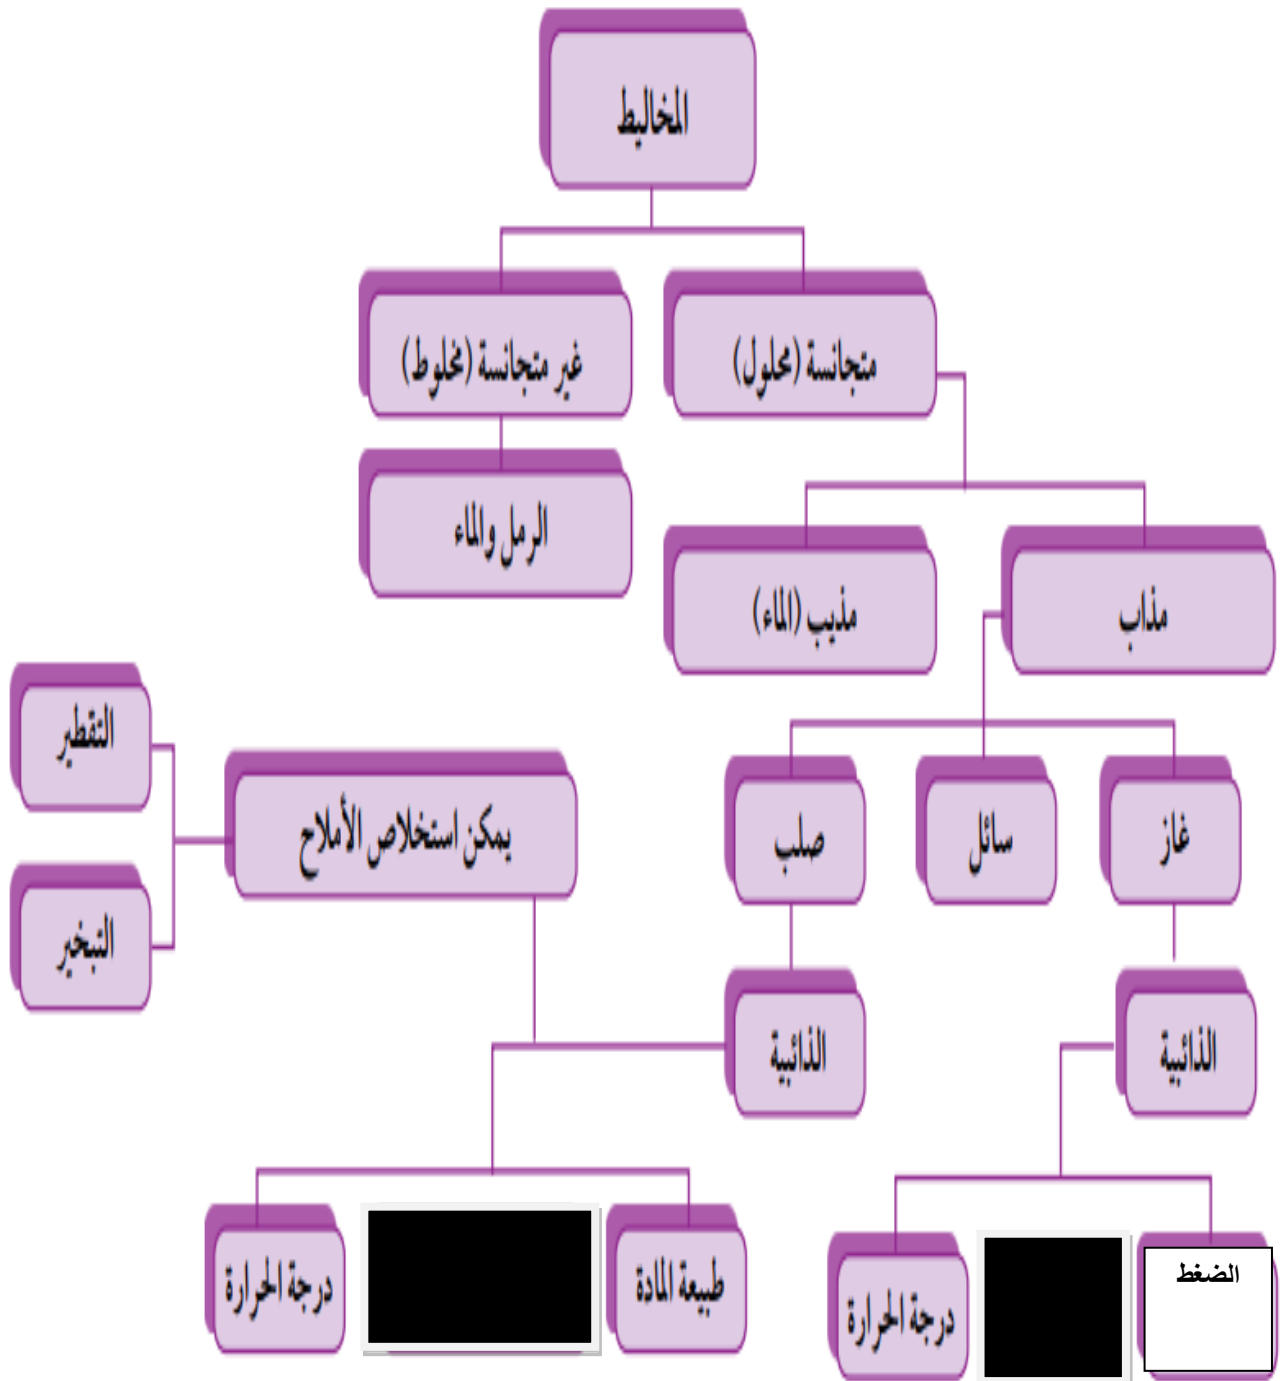 المخاليط
متجانسة (محلول)
غير متجانسة (مخلوط)
الرمل والماء
مذاب
مذيب (الماء)
غاز
سائل
صلب
يمكن استخلاص الأملاح
التقطير
التبخير
الذائبية
الذائبية
الضغط
درجة الحرارة
طبيعة المادة
درجة الحرارة